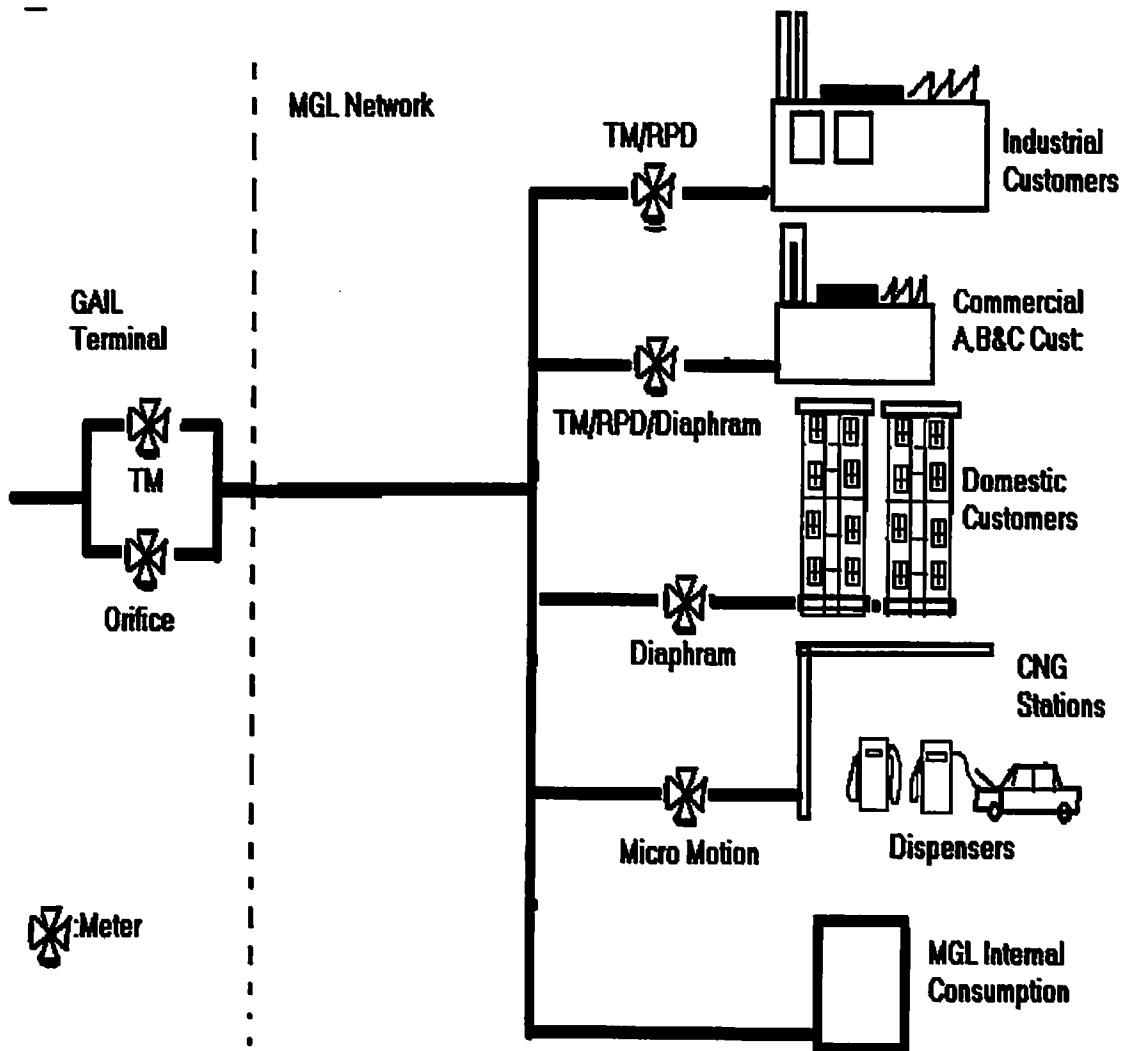 MGL Network
TM/RPD
Industrial
Customers
GAIL
Terminal
Commercial
A,B&C Cust:
TM/RPD/Diaphram
TM
Domestic
Customers
Orifice
Diaphram
CNG
Stations
Micro Motion
Dispensers
:Meter
MGL Internal
Consumption